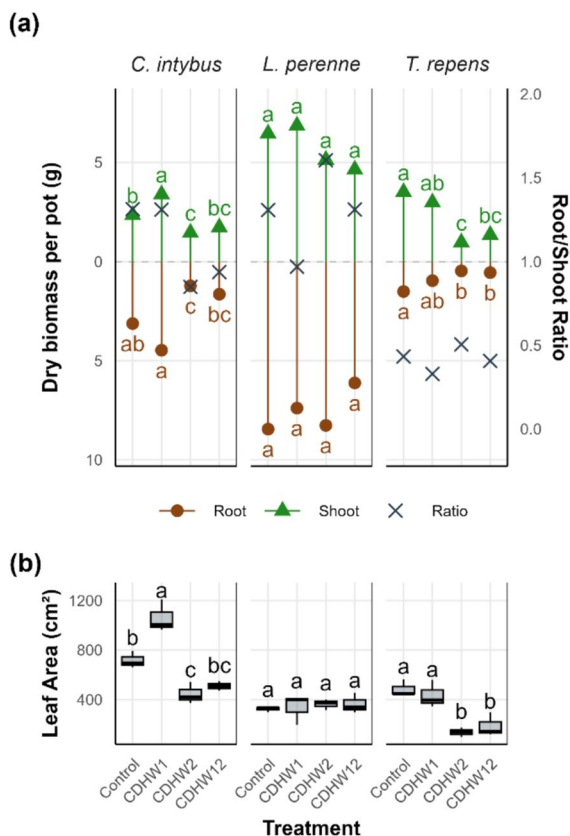 (a)
C. intybus L. perenne T. repens
Dry biomass per pot (g)
5
0
5
10
b a c bc
ab a c bc
a a a a
a a a a
a ab c bc
a ab b b
2.0
1.5
1.0
0.5
0.0
Root/Shoot Ratio
Root Shoot Ratio
(b)
Leaf Area (cm²)
1200
800
400
b a c bc
a a a a
a a b b
Control CDHW1 CDHW2 CDHW12 Control CDHW1 CDHW2 CDHW12 Control CDHW1 CDHW2 CDHW12
Treatment